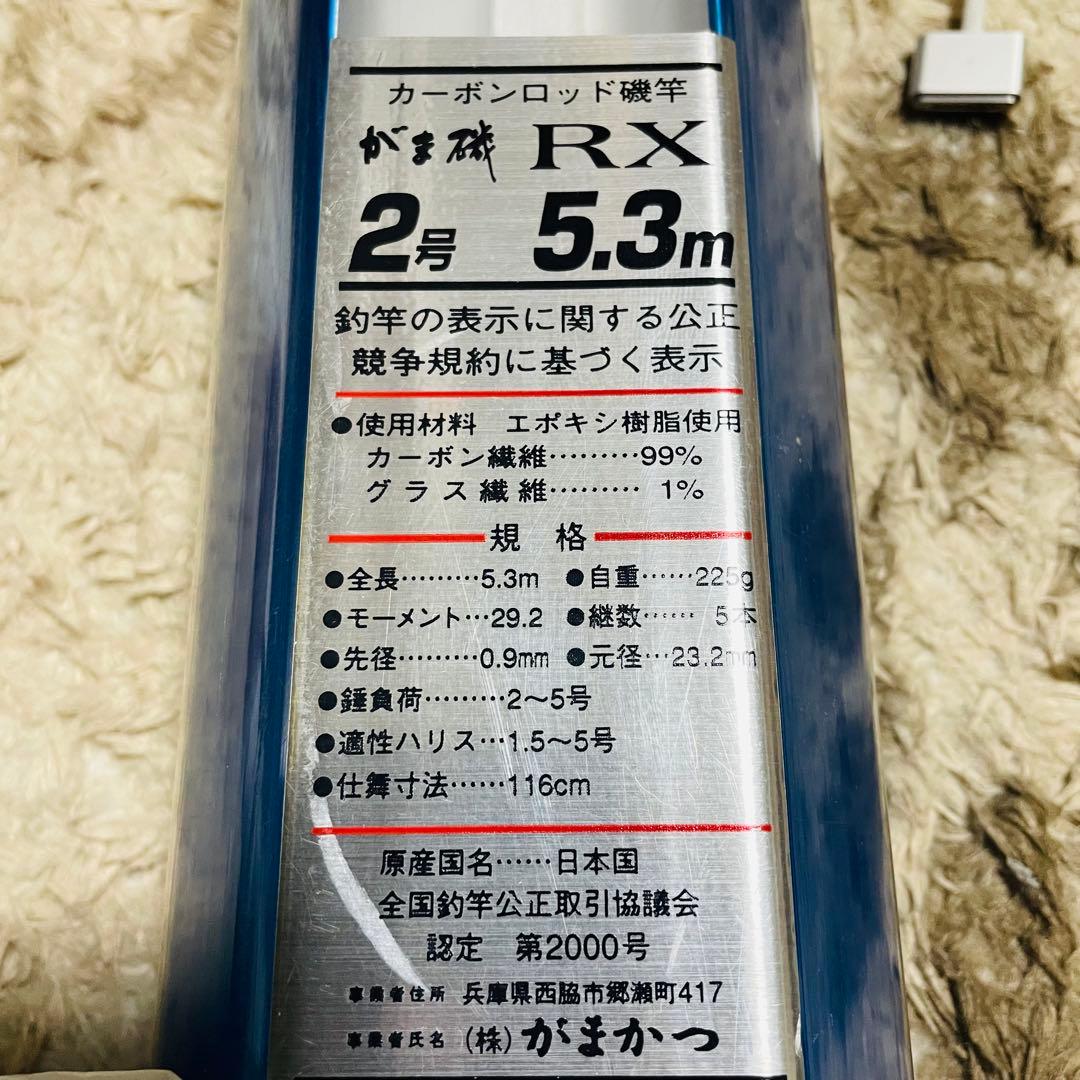 カーボンロッド磯竿
がま磯 RX
2号 5.3m
釣竿の表示に関する公正
競争規約に基づく表示
●使用材料 エポキシ樹脂使用
カーボン繊維………99%
グラス繊維……… 1%
規 格
●全長………5.3m ●自重……225g
●モーメント…29.2 ●継数…… 5本
●先径………0.9mm ●元径…23.2mm
●錘負荷………2～5号
●適性ハリス…1.5～5号
●仕舞寸法……116cm
原産国名……日本国
全国釣竿公正取引協議会
認定 第2000号
事業者住所 兵庫県西脇市郷瀬町417
事業者氏名 (株)がまかつ